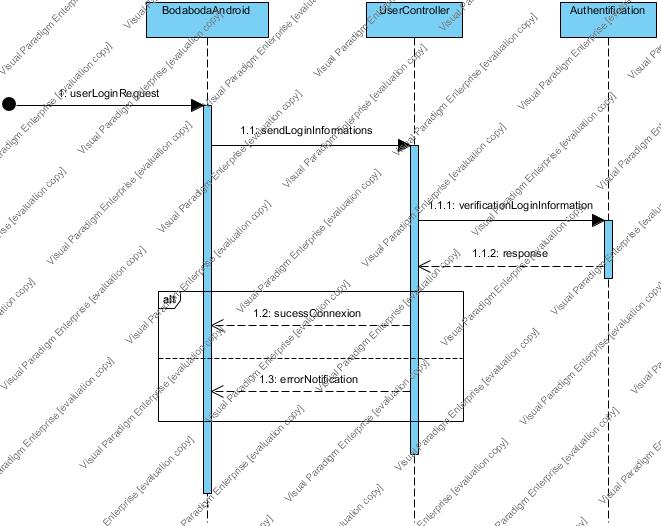 BodabodaAndroid
UserController
Authentification
1: userLoginRequest
1.1: sendLoginInformations
1.1.1: verificationLoginInformation
1.1.2: response
alt
1.2: sucessConnexion
1.3: errorNotification
Visual Paradigm Enterprise [evaluation copy]